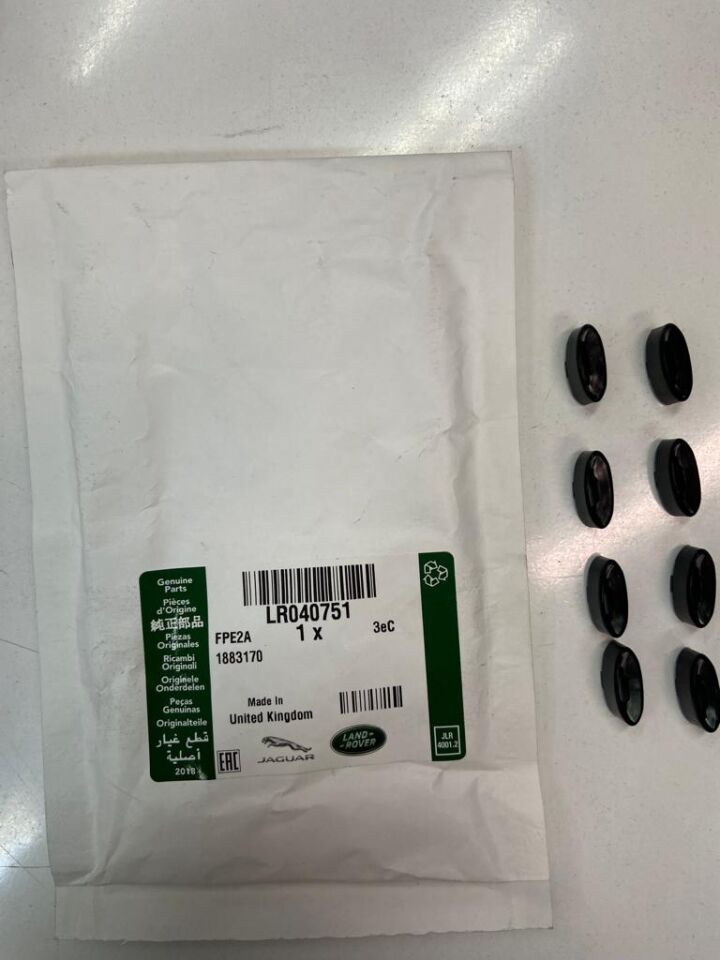 Genuine
Parts
Pièces
d'Origine
純正部品
Piezas
Originales
Ricambi
Originali
Originele
Onderdelen
Peças
Genuinas
Originalteile
قطع غيار
أصلية
2018
LR040751
FPE2A
1 x
3eC
1883170
Made In
United Kingdom
EAC
JAGUAR
LAND-
-ROVER
JLR
4001.2